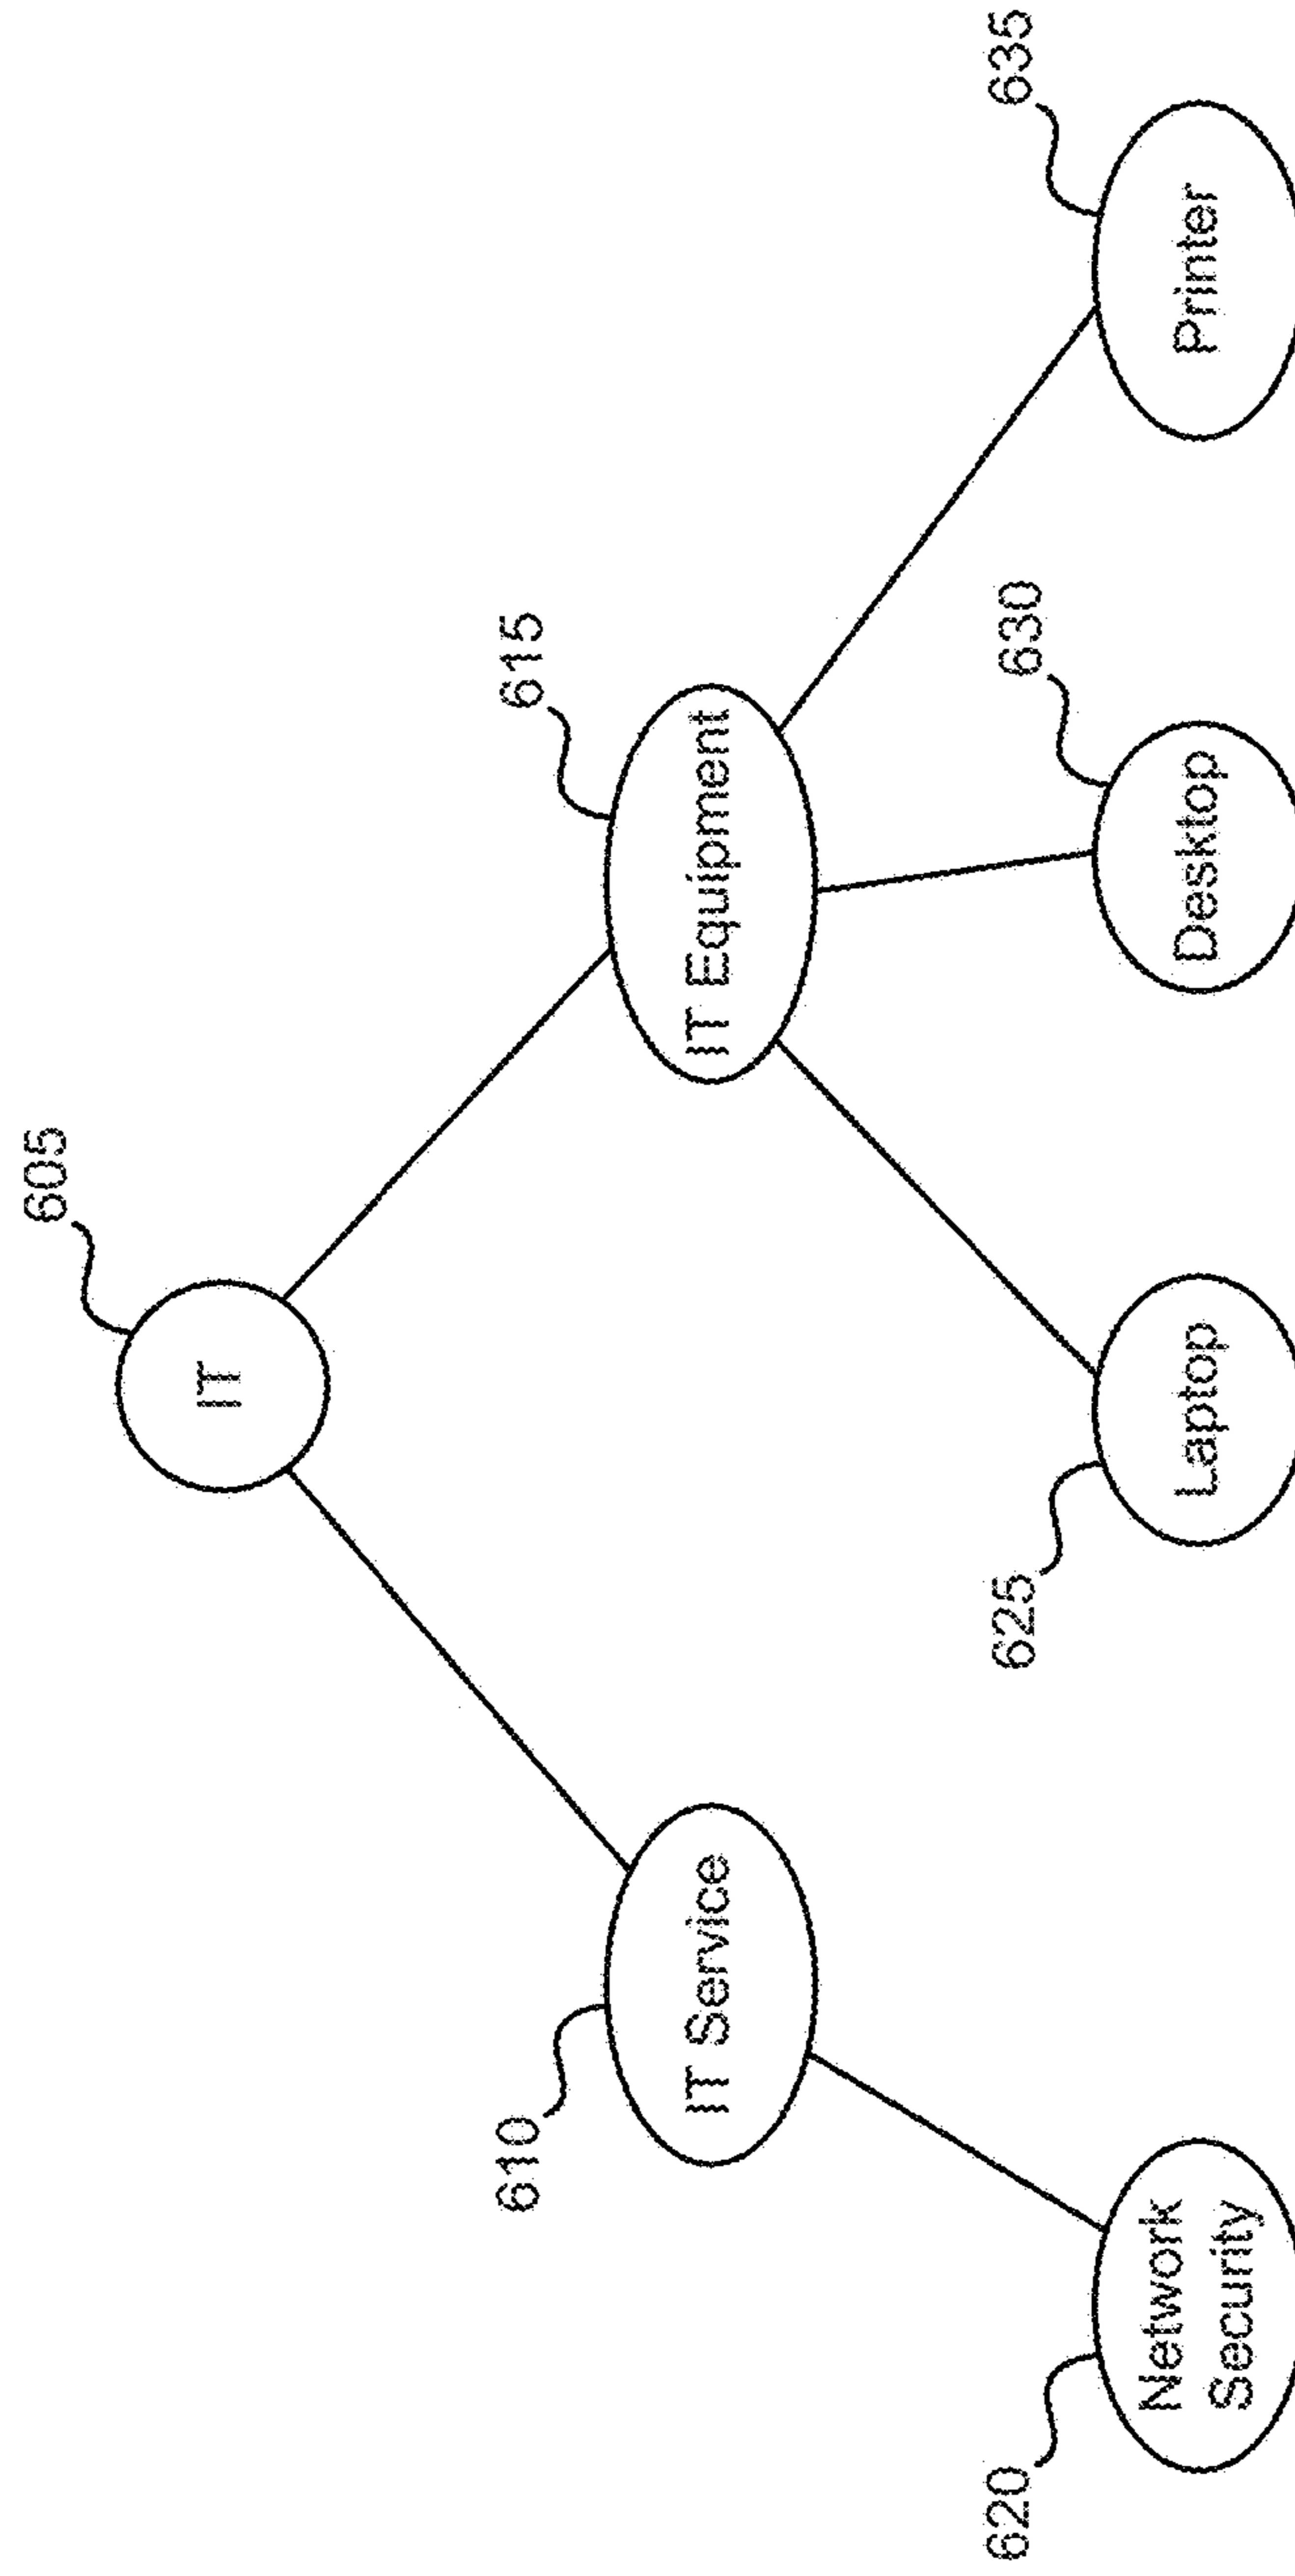 605
IT
610
IT Service
615
IT Equipment
620
Network
Security
625
Laptop
630
Desktop
635
Printer